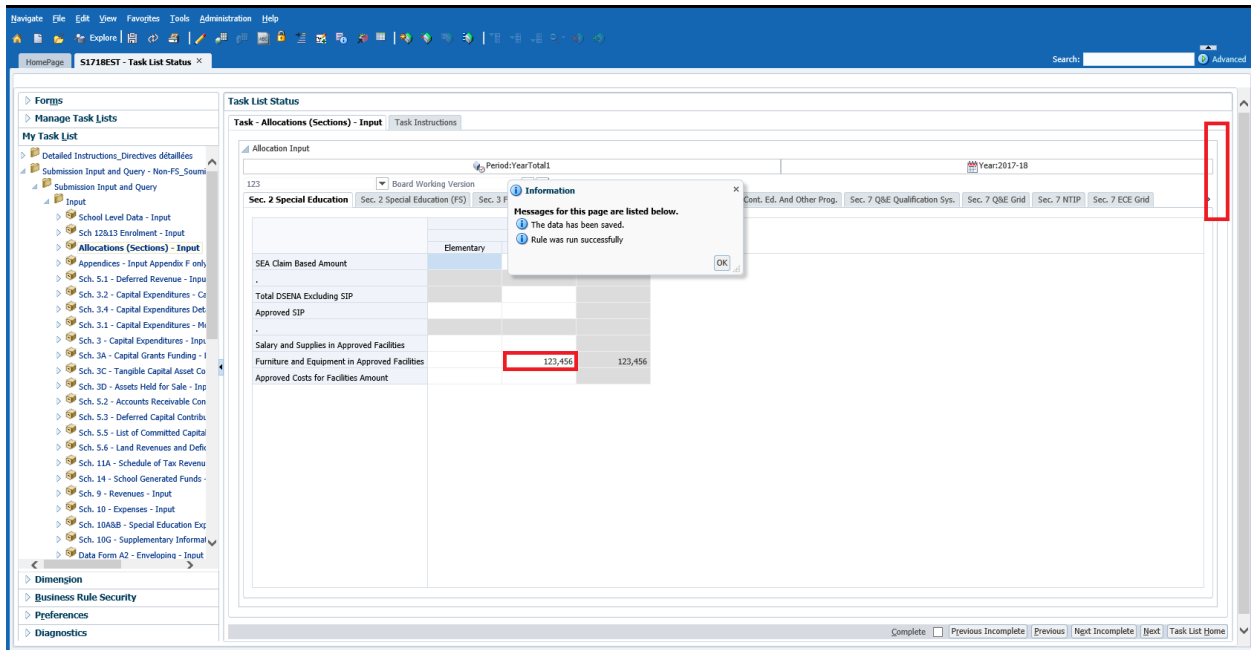 Navigate File Edit View Favorites Tools Administration Help
Explore
HomePage S1718EST - Task List Status ×
Search: Advanced
Forms
Manage Task Lists
My Task List
Detailed Instructions_Directives détaillées
Submission Input and Query - Non-FS_Soumi
Submission Input and Query
Input
School Level Data - Input
Sch 12&13 Enrolment - Input
Allocations (Sections) - Input
Appendices - Input Appendix F only
Sch. 5.1 - Deferred Revenue - Inpu
Sch. 3.2 - Capital Expenditures - Ca
Sch. 3.4 - Capital Expenditures Det
Sch. 3.1 - Capital Expenditures - Mo
Sch. 3 - Capital Expenditures - Inpu
Sch. 3A - Capital Grants Funding - I
Sch. 3C - Tangible Capital Asset Co
Sch. 3D - Assets Held for Sale - Inp
Sch. 5.2 - Accounts Receivable Con
Sch. 5.3 - Deferred Capital Contribu
Sch. 5.5 - List of Committed Capital
Sch. 5.6 - Land Revenues and Defic
Sch. 11A - Schedule of Tax Revenu
Sch. 14 - School Generated Funds -
Sch. 9 - Revenues - Input
Sch. 10 - Expenses - Input
Sch. 10A&B - Special Education Exp
Sch. 10G - Supplementary Informat
Data Form A2 - Enveloping - Input
Dimension
Business Rule Security
Preferences
Diagnostics
Task List Status
Task - Allocations (Sections) - Input Task Instructions
Allocation Input
Period:YearTotal1 Year:2017-18
123 Board Working Version
Sec. 2 Special Education Sec. 2 Special Education (FS) Sec. 3 F Cont. Ed. And Other Prog. Sec. 7 Q&E Qualification Sys. Sec. 7 Q&E Grid Sec. 7 NTIP Sec. 7 ECE Grid
Information ×
Messages for this page are listed below.
The data has been saved.
Rule was run successfully
OK
Elementary
SEA Claim Based Amount
.
Total DSENA Excluding SIP
Approved SIP
.
Salary and Supplies in Approved Facilities
Furniture and Equipment in Approved Facilities 123,456 123,456
Approved Costs for Facilities Amount
Complete Previous Incomplete Previous Next Incomplete Next Task List Home